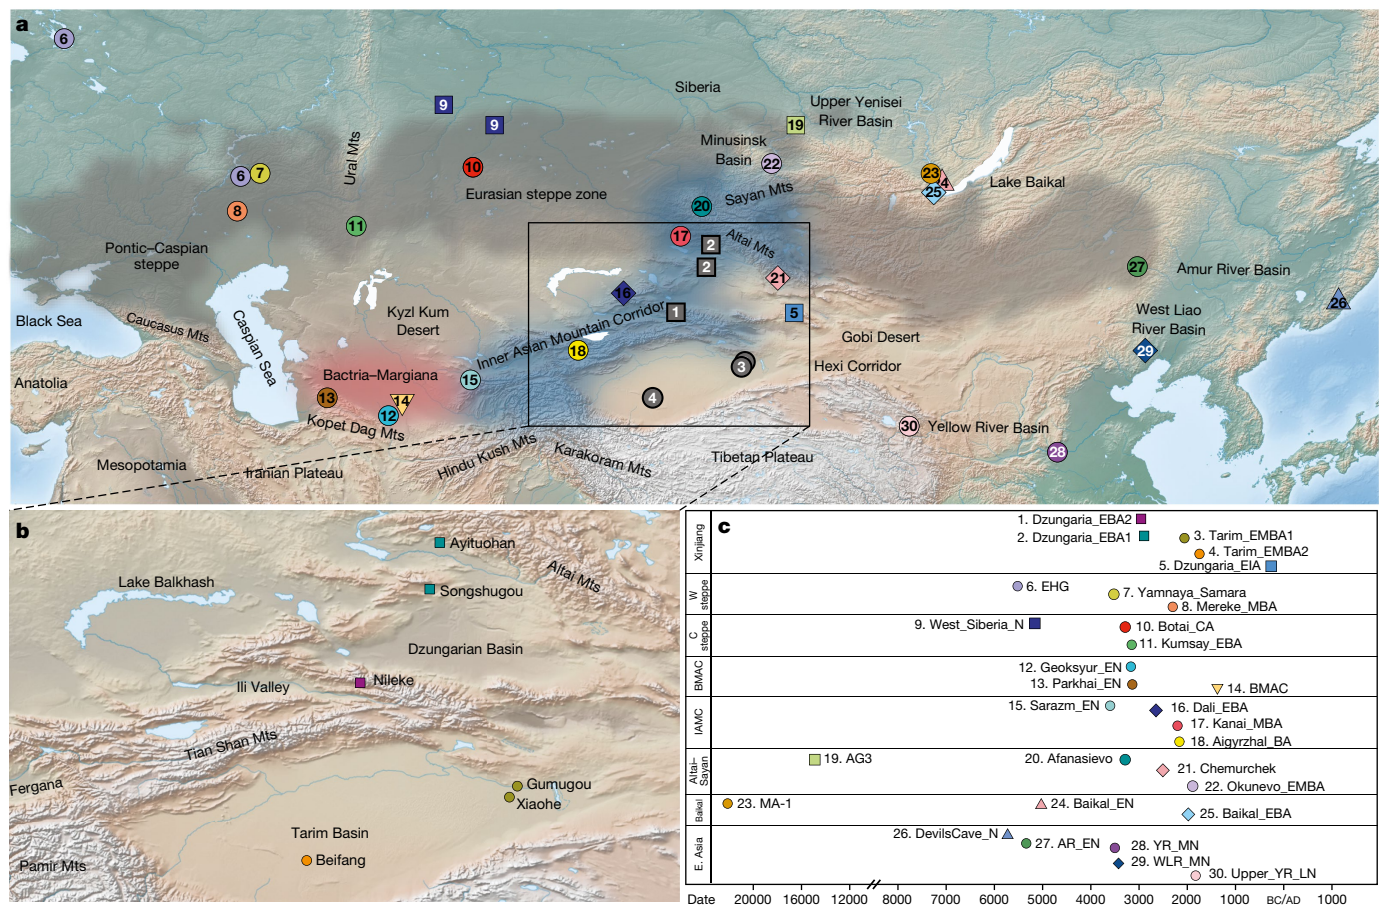 a
6
Siberia
9
9
Upper Yenisei
River Basin
19
Minusinsk
Basin
22
Ural Mts
6
7
10
Eurasian steppe zone
Sayan Mts
20
23
4
25
Lake Baikal
8
11
17
2
Altai Mts
Pontic–Caspian
steppe
2
21
27
Amur River Basin
16
26
Black Sea
Caucasus Mts
Caspian Sea
Kyzl Kum
Desert
Inner Asian Mountain Corridor
1
5
West Liao
River Basin
Gobi Desert
18
29
Anatolia
Bactria–Margiana
15
3
Hexi Corridor
13
14
12
4
Kopet Dag Mts
30
Yellow River Basin
Mesopotamia
Iranian Plateau
Hindu Kush Mts
Karakoram Mts
Tibetan Plateau
28
b
Ayituohan
Altai Mts
Lake Balkhash
Songshugou
Dzungarian Basin
Nileke
Ili Valley
Tian Shan Mts
Fergana
Gumugou
Xiaohe
Tarim Basin
Beifang
Pamir Mts
c
Xinjiang
1. Dzungaria_EBA2
2. Dzungaria_EBA1
3. Tarim_EMBA1
4. Tarim_EMBA2
5. Dzungaria_EIA
W
steppe
6. EHG
7. Yamnaya_Samara
8. Mereke_MBA
C
steppe
9. West_Siberia_N
10. Botai_CA
11. Kumsay_EBA
BMAC
12. Geoksyur_EN
13. Parkhai_EN
14. BMAC
IAMC
15. Sarazm_EN
16. Dali_EBA
17. Kanai_MBA
18. Aigyrzhal_BA
Altai–
Sayan
19. AG3
20. Afanasievo
21. Chemurchek
22. Okunevo_EMBA
Baikal
23. MA-1
24. Baikal_EN
25. Baikal_EBA
E. Asia
26. DevilsCave_N
27. AR_EN
28. YR_MN
29. WLR_MN
30. Upper_YR_LN
Date 20000 16000 12000 8000 7000 6000 5000 4000 3000 2000 1000 BC/AD 1000